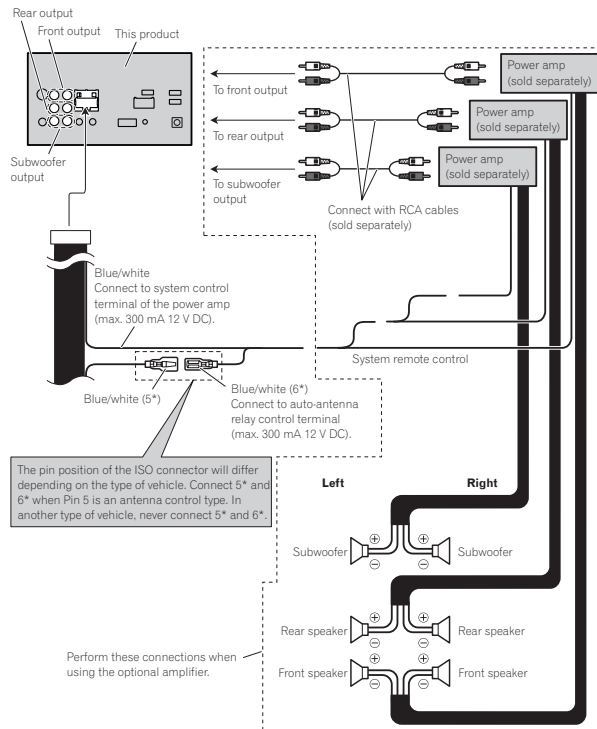 Rear output
Front output
This product
Subwoofer
output
To front output
To rear output
To subwoofer
output
Power amp
(sold separately)
Power amp
(sold separately)
Power amp
(sold separately)
Connect with RCA cables
(sold separately)
Blue/white
Connect to system control
terminal of the power amp
(max. 300 mA 12 V DC).
System remote control
Blue/white (5*)
Blue/white (6*)
Connect to auto-antenna
relay control terminal
(max. 300 mA 12 V DC).
The pin position of the ISO connector will differ
depending on the type of vehicle. Connect 5* and
6* when Pin 5 is an antenna control type. In
another type of vehicle, never connect 5* and 6*.
Left
Right
Subwoofer
+
-
+
-
Subwoofer
Rear speaker
+
-
+
-
Rear speaker
Front speaker
+
-
+
-
Front speaker
Perform these connections when
using the optional amplifier.